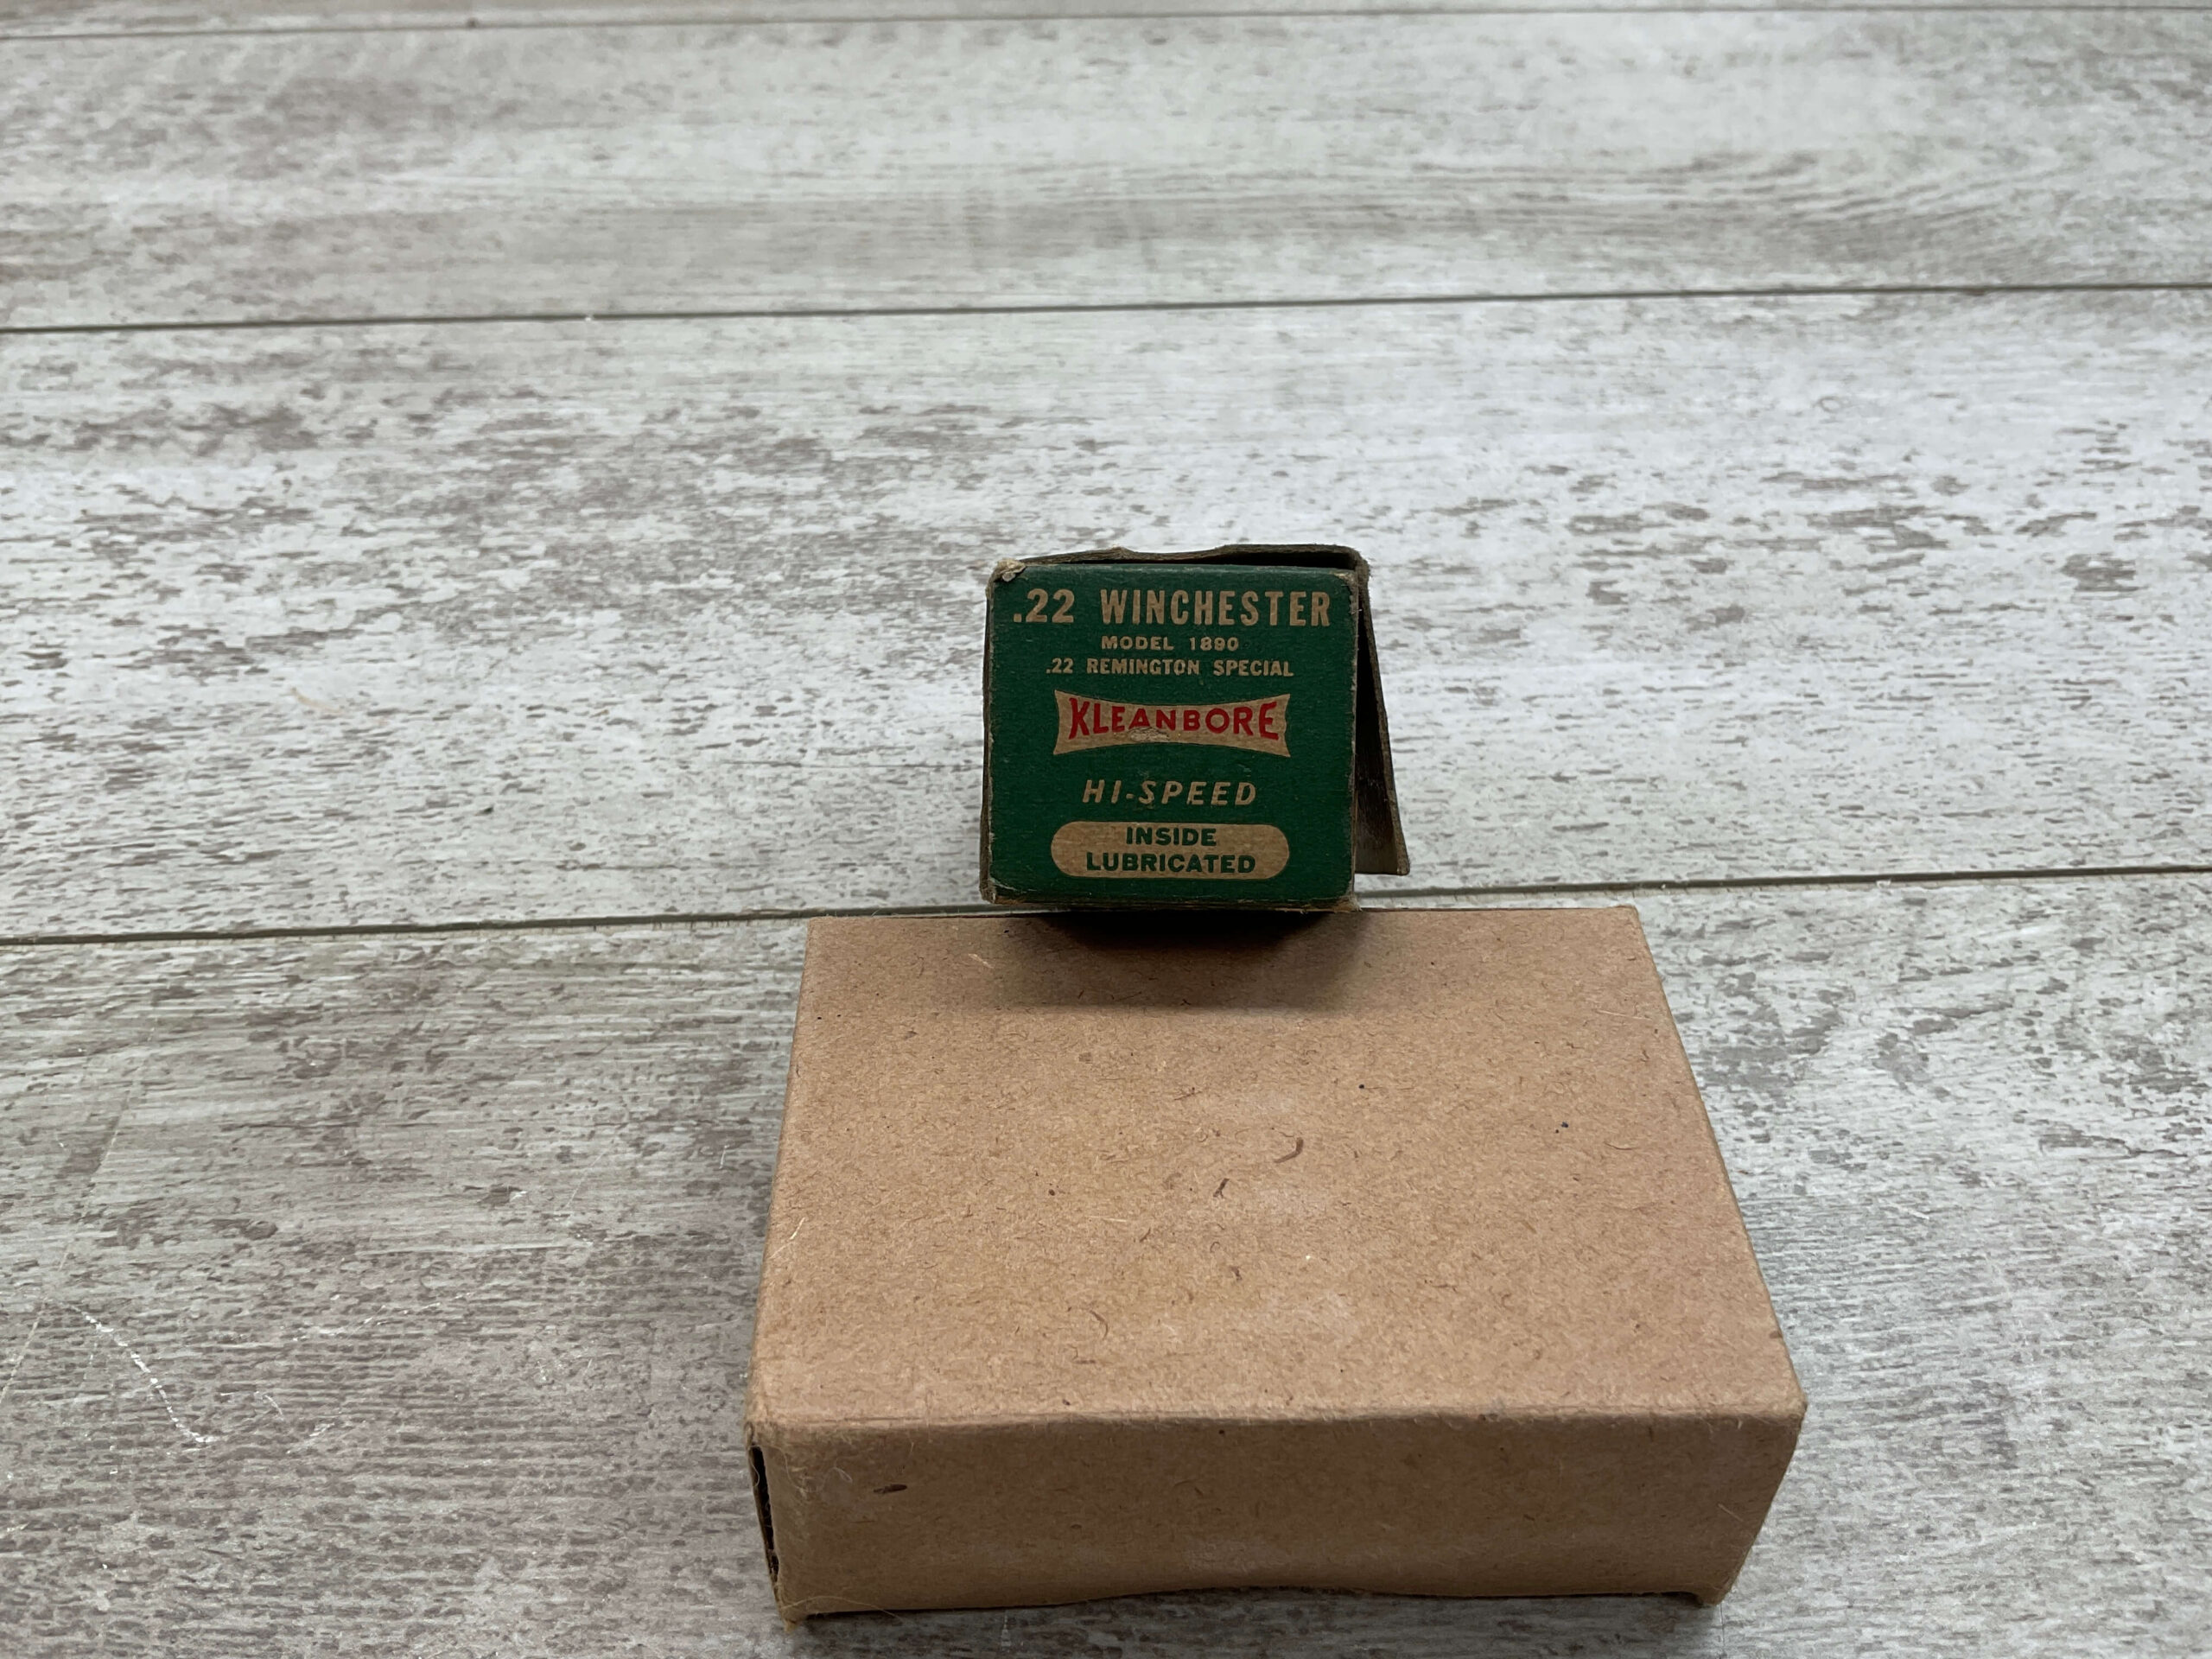 .22 WINCHESTER
MODEL 1890
.22 REMINGTON SPECIAL
KLEANBORE
HI-SPEED
INSIDE
LUBRICATED